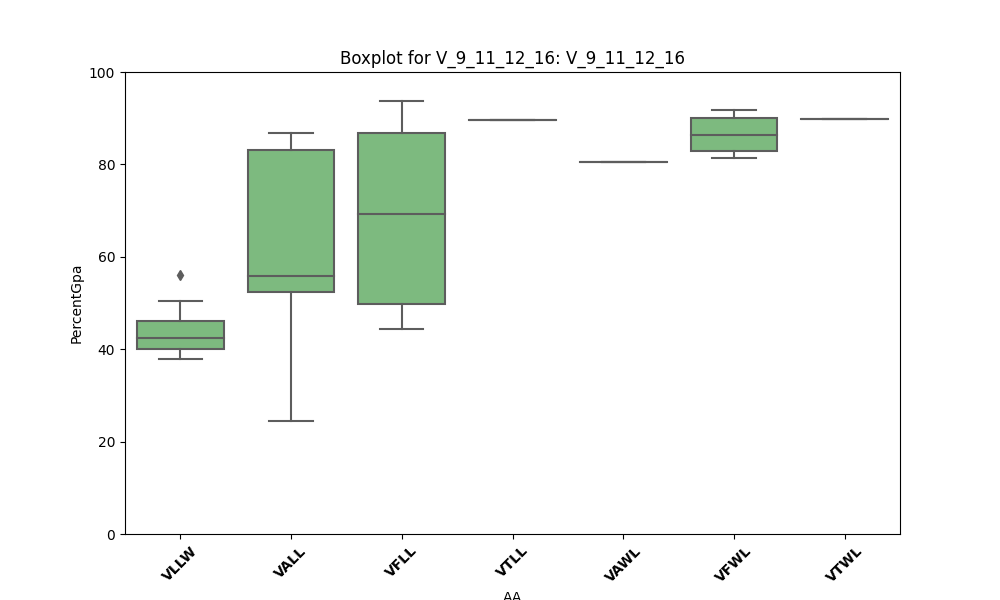 Boxplot for V_9_11_12_16: V_9_11_12_16
100
80
60
40
20
0
PercentGpa
VLLW
VALL
VFLL
VTLL
VAWL
VFWL
VTWL
AA